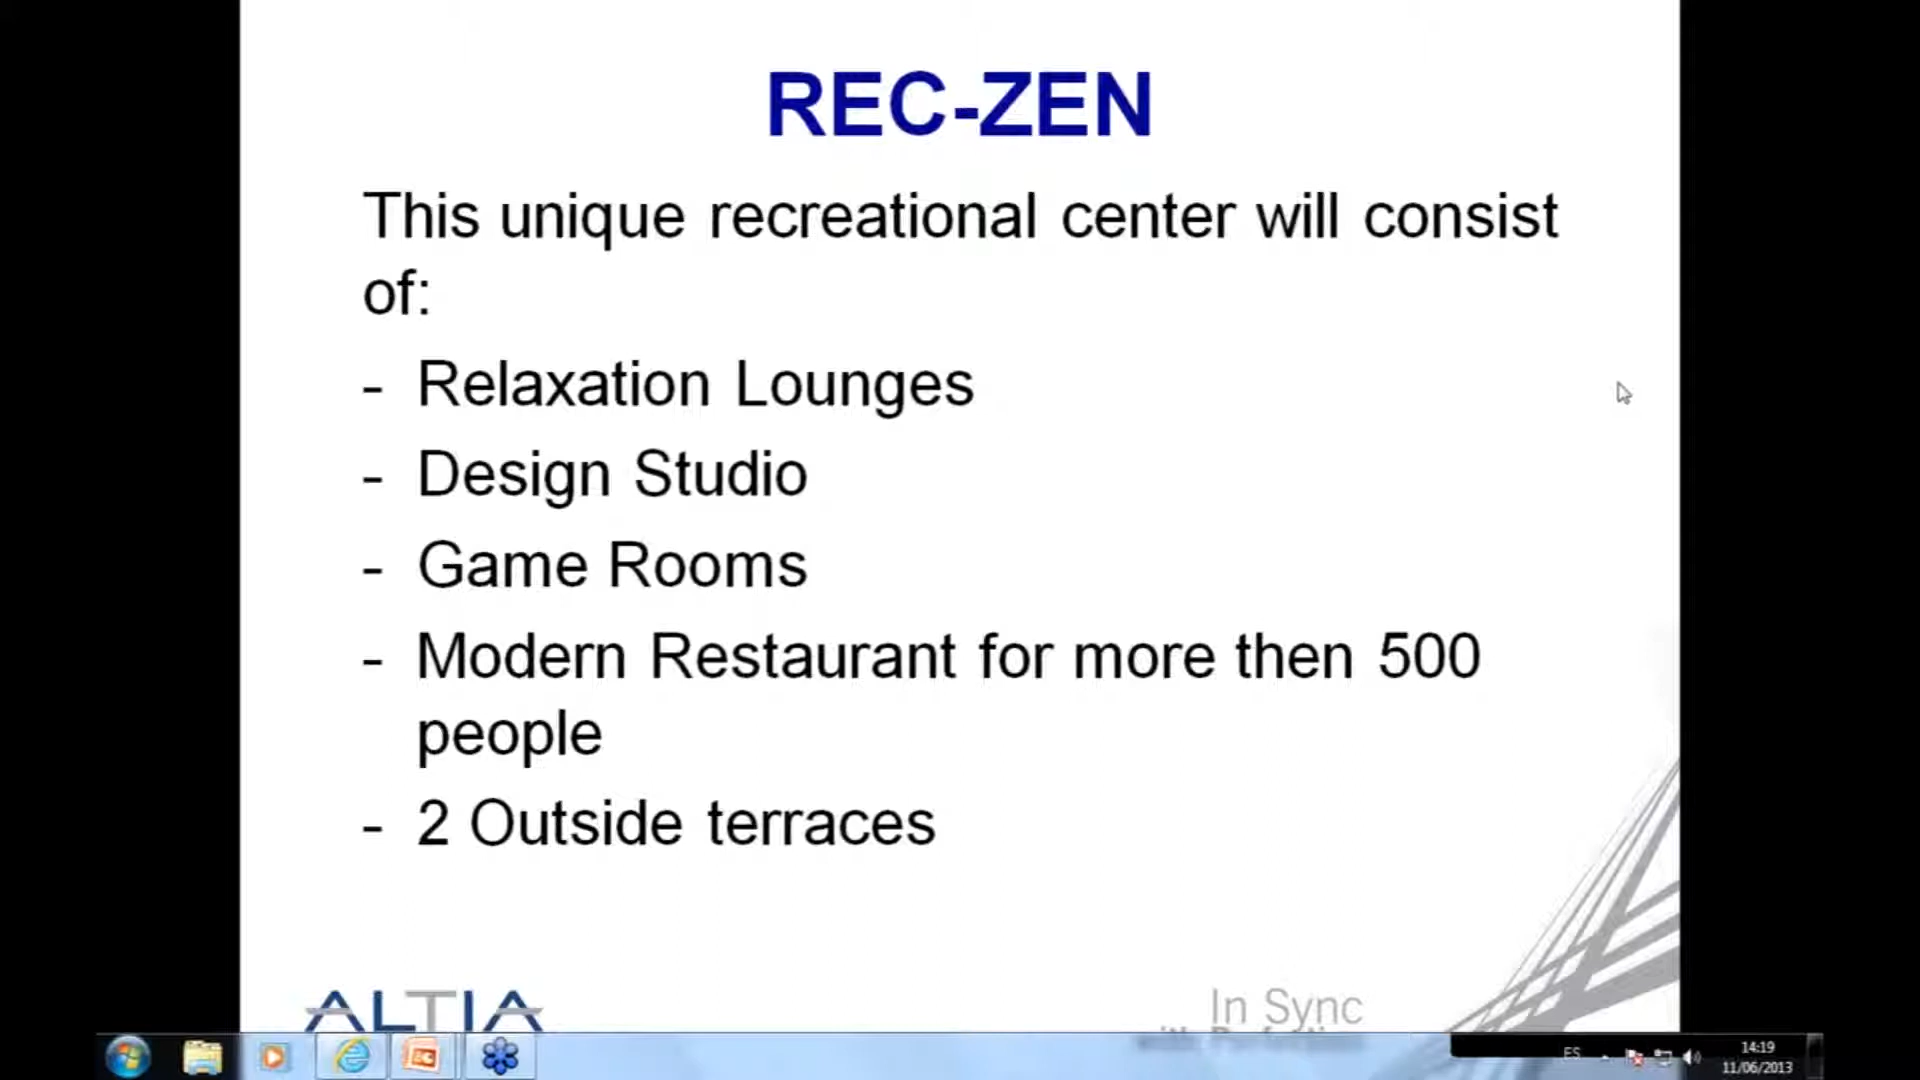 REC-ZEN
This unique recreational center will consist
of:
- Relaxation Lounges
- Design Studio
- Game Rooms
- Modern Restaurant for more then 500
people
- 2 Outside terraces
ALTIA
In Sync
ES
14:19
11/06/2013